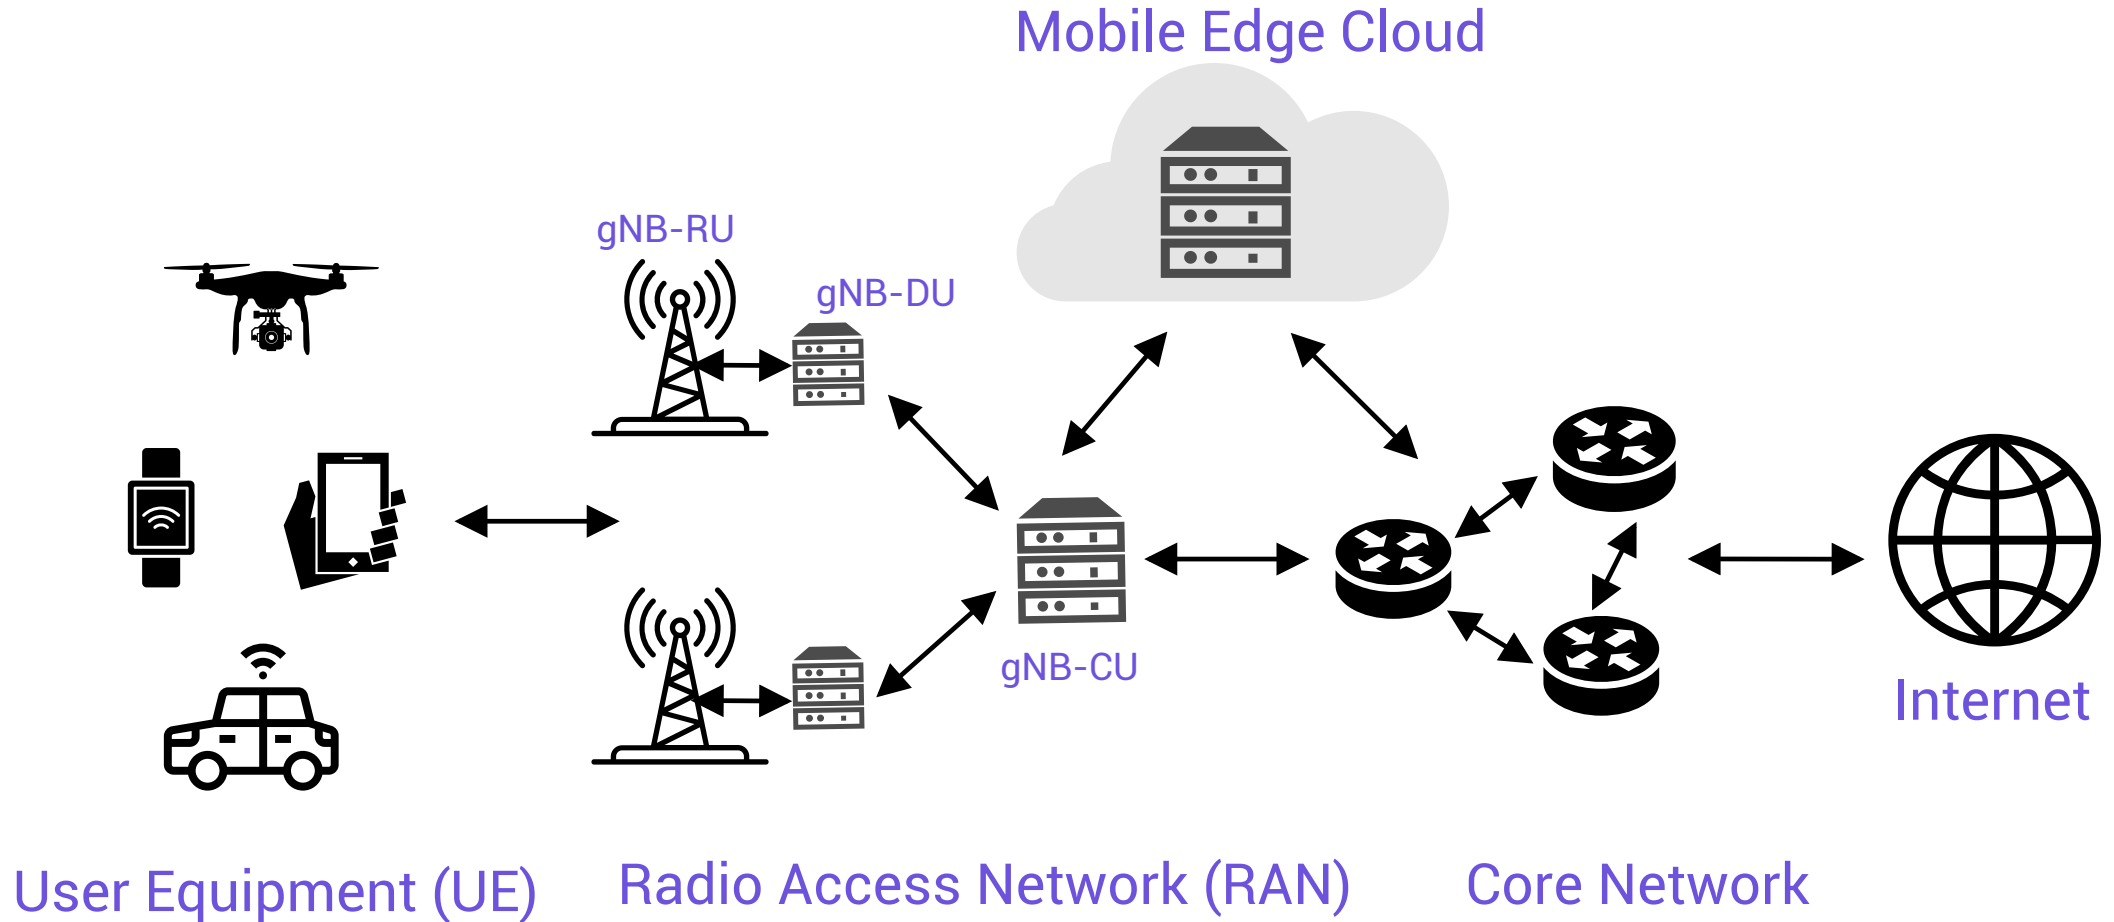 Mobile Edge Cloud
gNB-RU
gNB-DU
gNB-CU
Internet
User Equipment (UE)
Radio Access Network (RAN)
Core Network